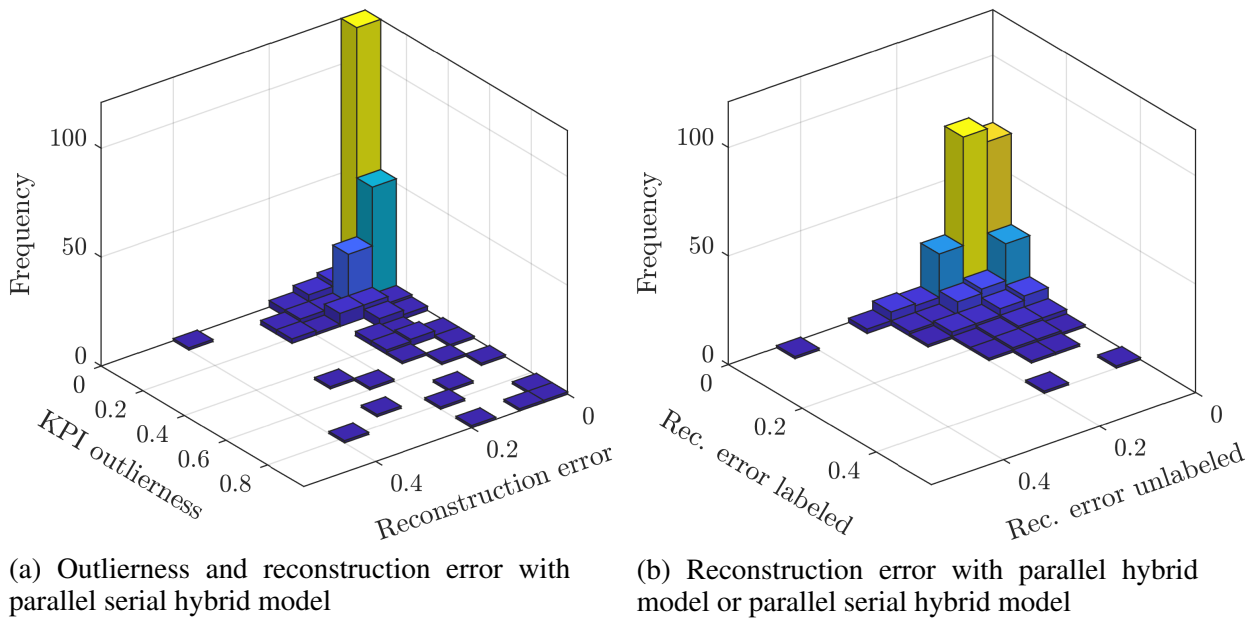 100
50
0
Frequency
0
0.2
0.4
0.6
0.8
KPI outlierness
0
0.2
0.4
Reconstruction error
100
50
0
Frequency
0
0.2
0.4
Rec. error labeled
0
0.2
0.4
Rec. error unlabeled
(a) Outlierness and reconstruction error with
parallel serial hybrid model
(b) Reconstruction error with parallel hybrid
model or parallel serial hybrid model